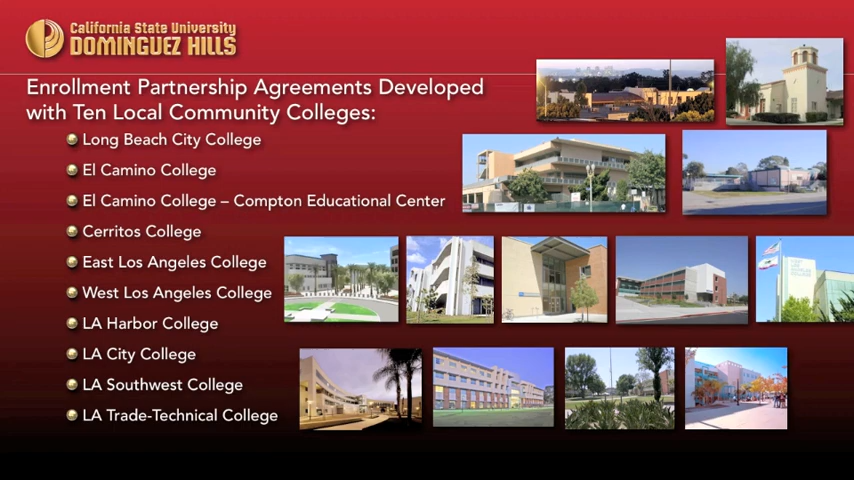 California State University
DOMINGUEZ HILLS
Enrollment Partnership Agreements Developed
with Ten Local Community Colleges:
Long Beach City College
El Camino College
El Camino College – Compton Educational Center
Cerritos College
East Los Angeles College
West Los Angeles College
LA Harbor College
LA City College
LA Southwest College
LA Trade-Technical College